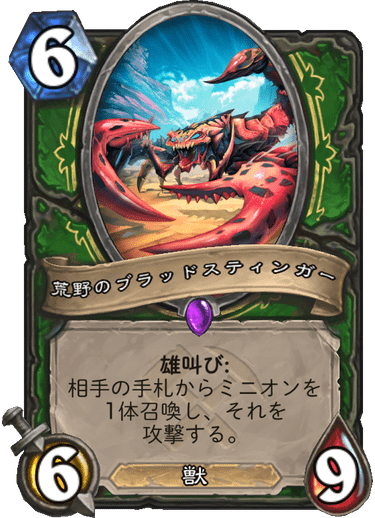 6
荒野のブラッドスティンガー
雄叫び:
相手の手札からミニオンを
1体召喚し、それを
攻撃する。
6
獣
9